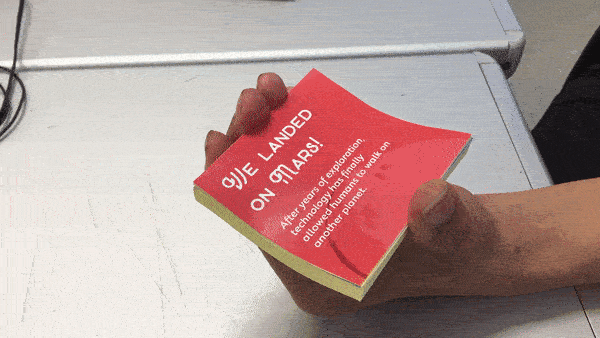 We landed
on Mars!
After years of exploration,
technology has finally
allowed humans to walk on
another planet.